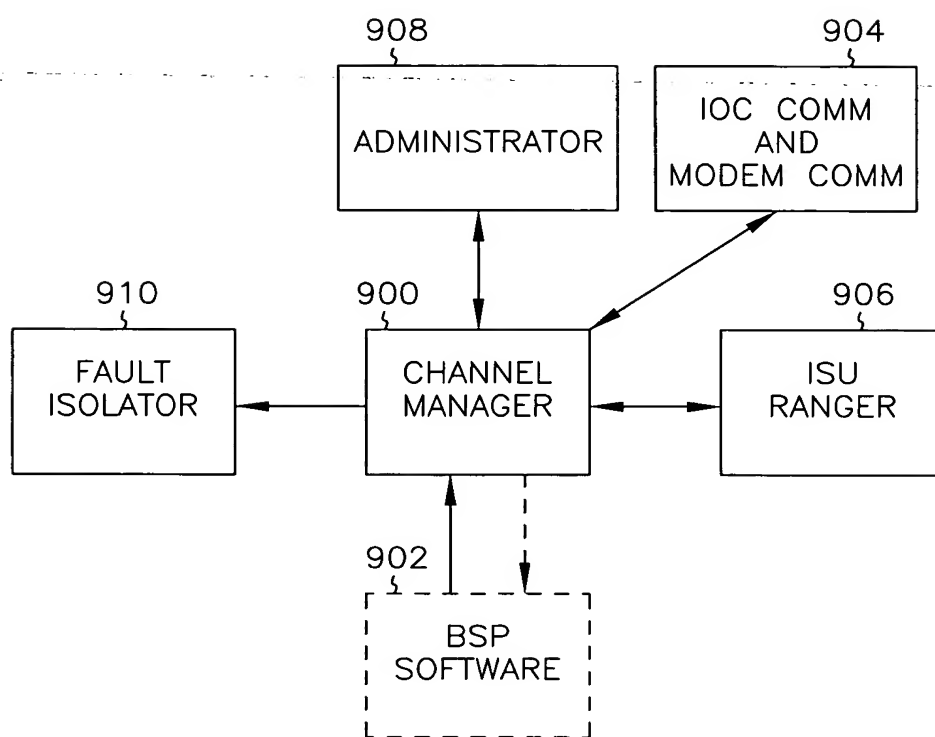 908
ADMINISTRATOR
904
IOC COMM
AND
MODEM COMM
910
FAULT
ISOLATOR
900
CHANNEL
MANAGER
906
ISU
RANGER
902
BSP
SOFTWARE